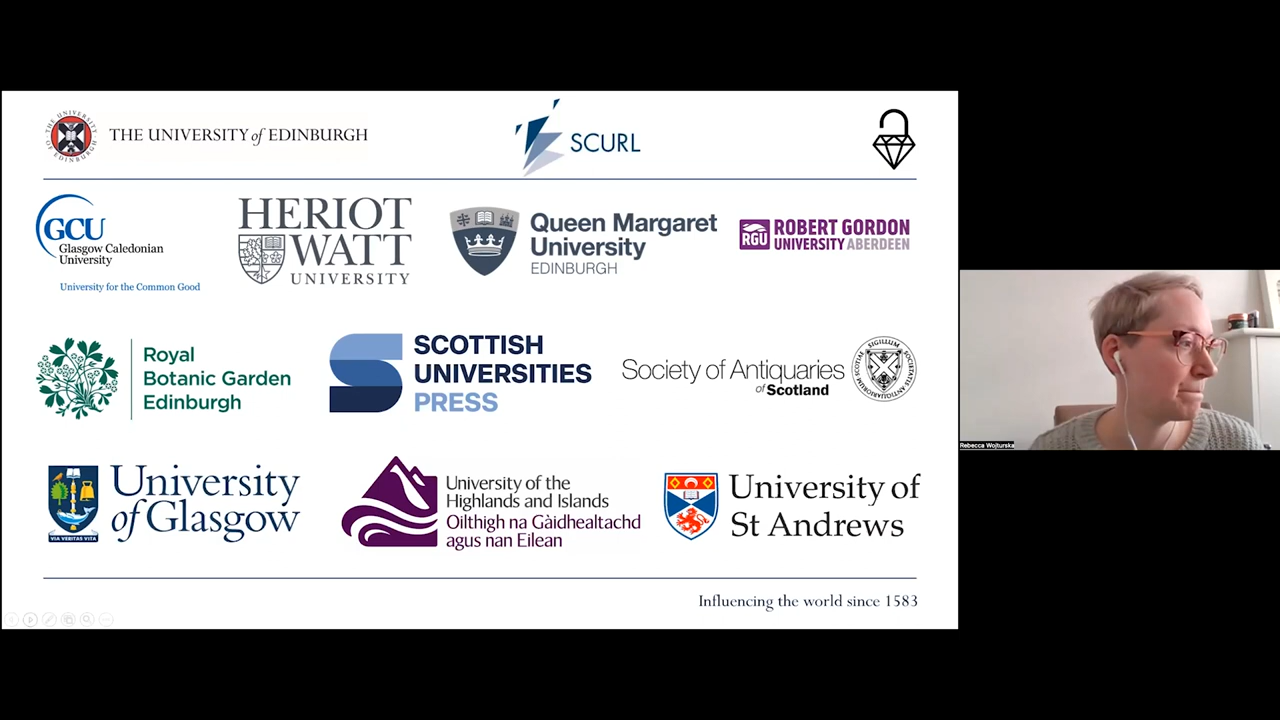 THE UNIVERSITY of EDINBURGH
SCURL
GCU
Glasgow Caledonian
University
University for the Common Good
HERIOT
WATT
UNIVERSITY
Queen Margaret
University
EDINBURGH
RGU
ROBERT GORDON
UNIVERSITY ABERDEEN
Royal
Botanic Garden
Edinburgh
SCOTTISH
UNIVERSITIES
PRESS
Society of Antiquaries
of Scotland
University
of Glasgow
VIA VERITAS VITA
University of the
Highlands and Islands
Oilthigh na Gàidhealtachd
agus nan Eilean
University of
St Andrews
Influencing the world since 1583
Rebecca Wojturska